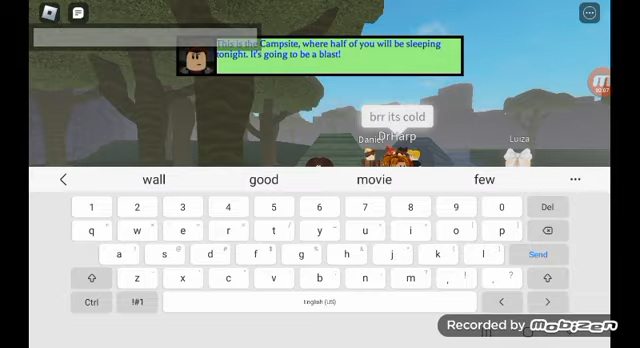 This is the Campsite, where half of you will be sleeping
tonight. It's going to be a blast!
brr its cold
Daniel
DrHarp
Luiza
02:07
wall good movie few
1 2 3 4 5 6 7 8 9 0 Del
q w e r t y u i o p
a s d f g h j k l Send
z x c v b n m , ! . ?
Ctrl !#1 English (US) < >
Recorded by mobizen